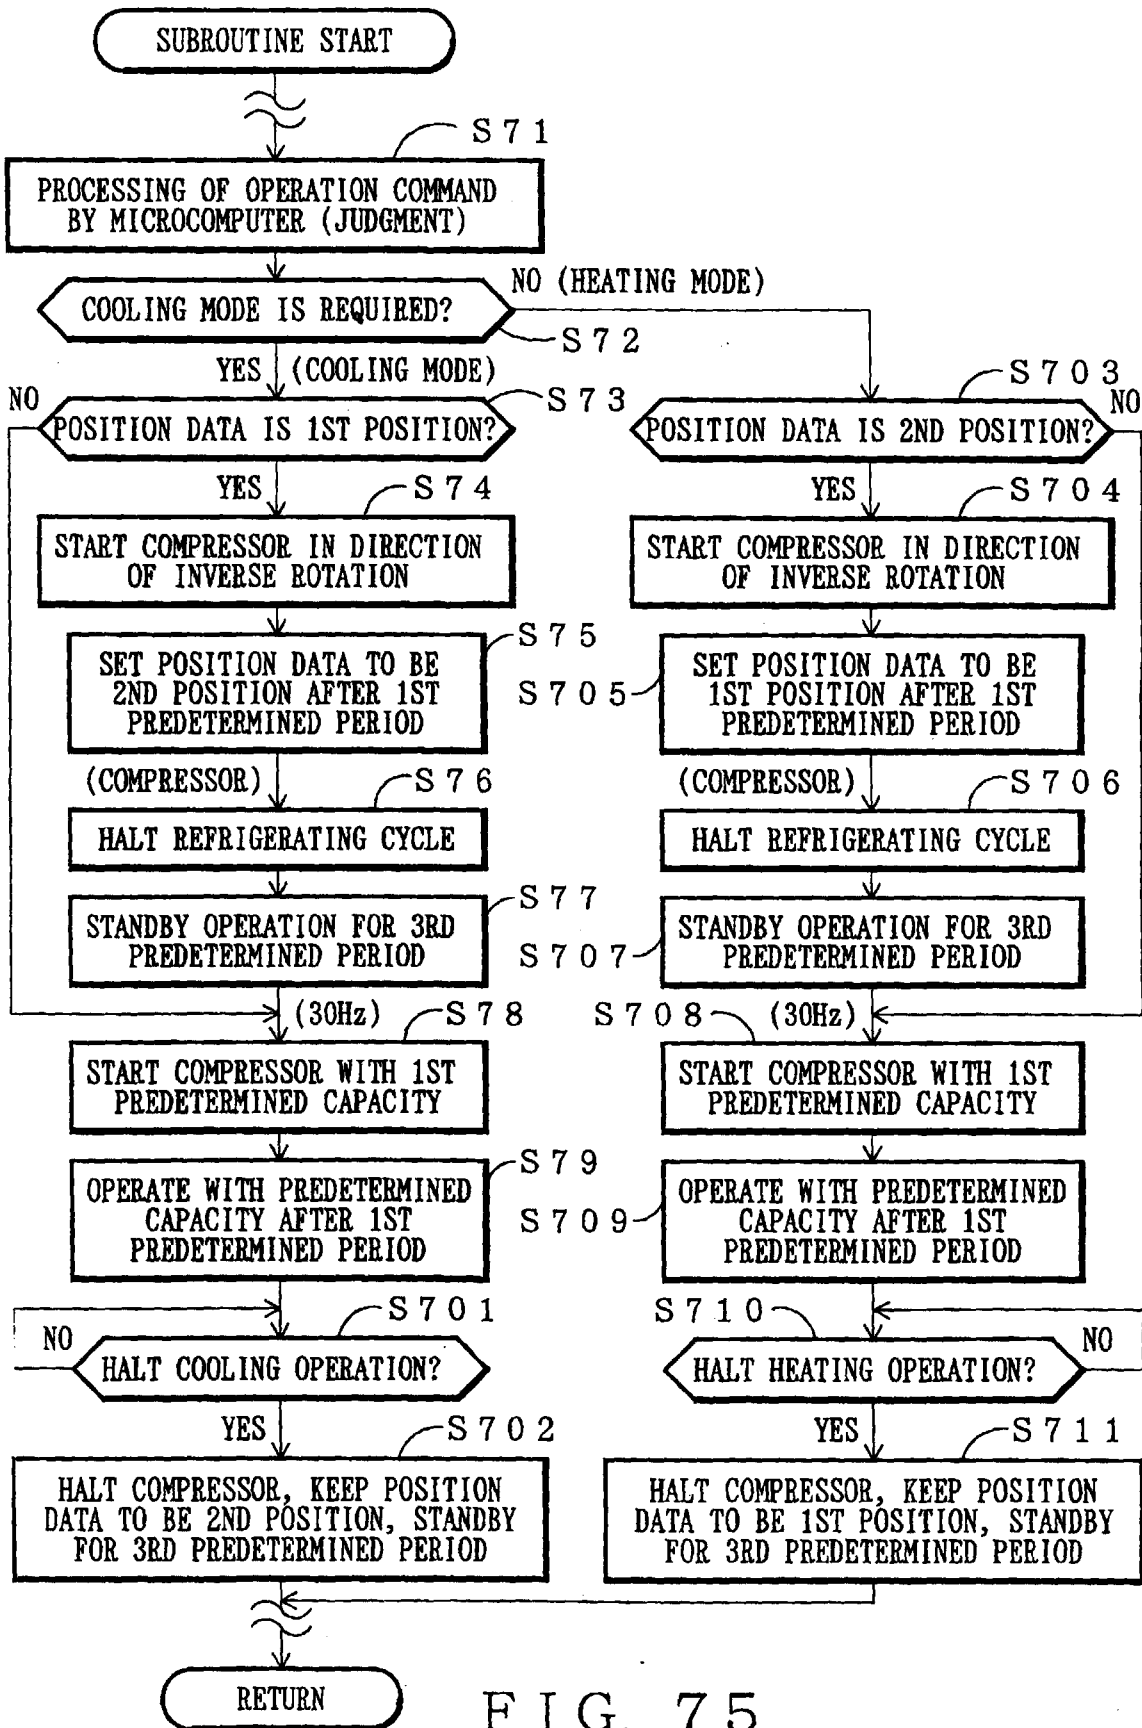 SUBROUTINE START
S71
PROCESSING OF OPERATION COMMAND
BY MICROCOMPUTER (JUDGMENT)
NO (HEATING MODE)
COOLING MODE IS REQUIRED?
S72
YES (COOLING MODE)
NO
S73
POSITION DATA IS 1ST POSITION?
YES
S74
START COMPRESSOR IN DIRECTION
OF INVERSE ROTATION
S75
SET POSITION DATA TO BE
2ND POSITION AFTER 1ST
PREDETERMINED PERIOD
(COMPRESSOR)
S76
HALT REFRIGERATING CYCLE
S77
STANDBY OPERATION FOR 3RD
PREDETERMINED PERIOD
(30Hz)
S78
START COMPRESSOR WITH 1ST
PREDETERMINED CAPACITY
S79
OPERATE WITH PREDETERMINED
CAPACITY AFTER 1ST
PREDETERMINED PERIOD
S701
NO
HALT COOLING OPERATION?
YES
S702
HALT COMPRESSOR, KEEP POSITION
DATA TO BE 2ND POSITION, STANDBY
FOR 3RD PREDETERMINED PERIOD
S703
NO
POSITION DATA IS 2ND POSITION?
YES
S704
START COMPRESSOR IN DIRECTION
OF INVERSE ROTATION
S705
SET POSITION DATA TO BE
1ST POSITION AFTER 1ST
PREDETERMINED PERIOD
(COMPRESSOR)
S706
HALT REFRIGERATING CYCLE
S707
STANDBY OPERATION FOR 3RD
PREDETERMINED PERIOD
S708
(30Hz)
START COMPRESSOR WITH 1ST
PREDETERMINED CAPACITY
S709
OPERATE WITH PREDETERMINED
CAPACITY AFTER 1ST
PREDETERMINED PERIOD
S710
NO
HALT HEATING OPERATION?
YES
S711
HALT COMPRESSOR, KEEP POSITION
DATA TO BE 1ST POSITION, STANDBY
FOR 3RD PREDETERMINED PERIOD
RETURN
FIG. 75